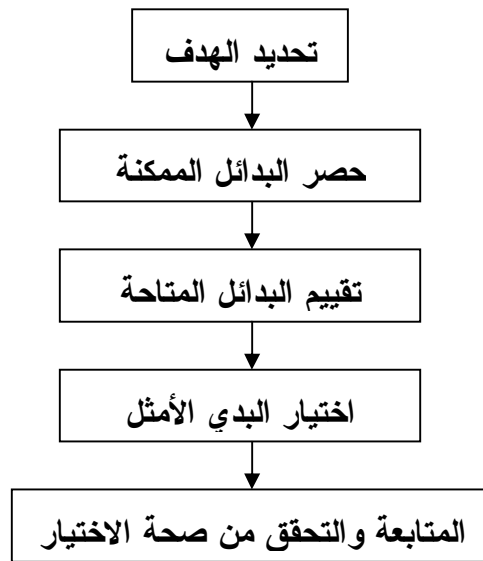 تحديد الهدف
حصر البدائل الممكنة
تقييم البدائل المتاحة
اختيار البدي الأمثل
المتابعة والتحقق من صحة الاختيار